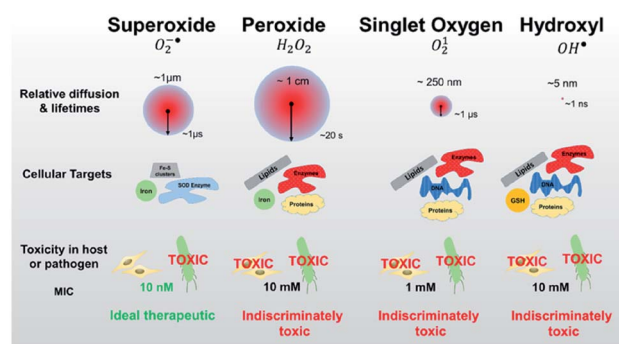 Superoxide Peroxide Singlet Oxygen Hydroxyl
O₂⁻• H₂O₂ O₂¹ OH•
Relative diffusion & lifetimes
~1μm ~ 1 cm ~ 250 nm ~5 nm
~1μs ~20 s ~1 μs ~1 ns
Cellular Targets
Fe-S clusters
Iron
SOD Enzyme
Lipids
Enzymes
Iron
Proteins
Lipids
Enzymes
DNA
Proteins
Lipids
Enzymes
DNA
GSH
Proteins
Toxicity in host or pathogen
TOXIC TOXIC TOXIC TOXIC TOXIC TOXIC TOXIC
MIC 10 nM 10 mM 1 mM 10 mM
Ideal therapeutic
Indiscriminately toxic
Indiscriminately toxic
Indiscriminately toxic